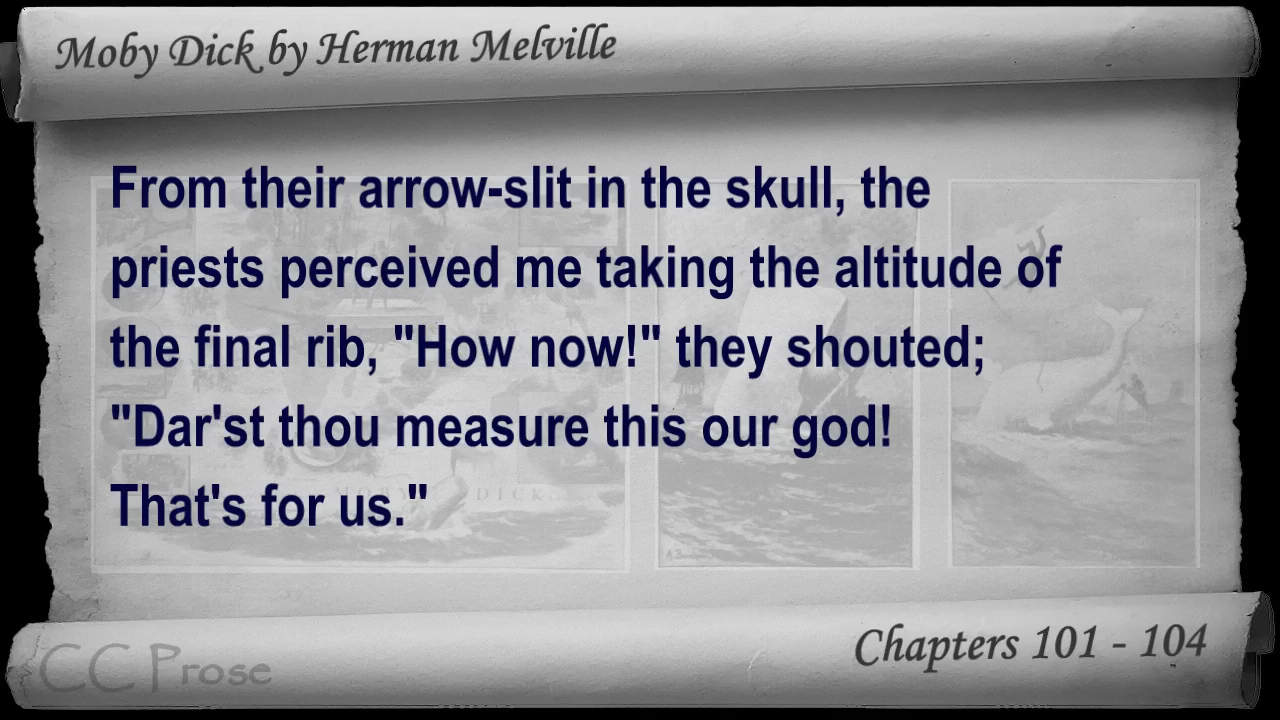 Moby Dick by Herman Melville
From their arrow-slit in the skull, the
priests perceived me taking the altitude of
the final rib, "How now!" they shouted;
"Dar'st thou measure this our god!
That's for us."
MOBY DICK
Chapters 101 - 104
CC Prose